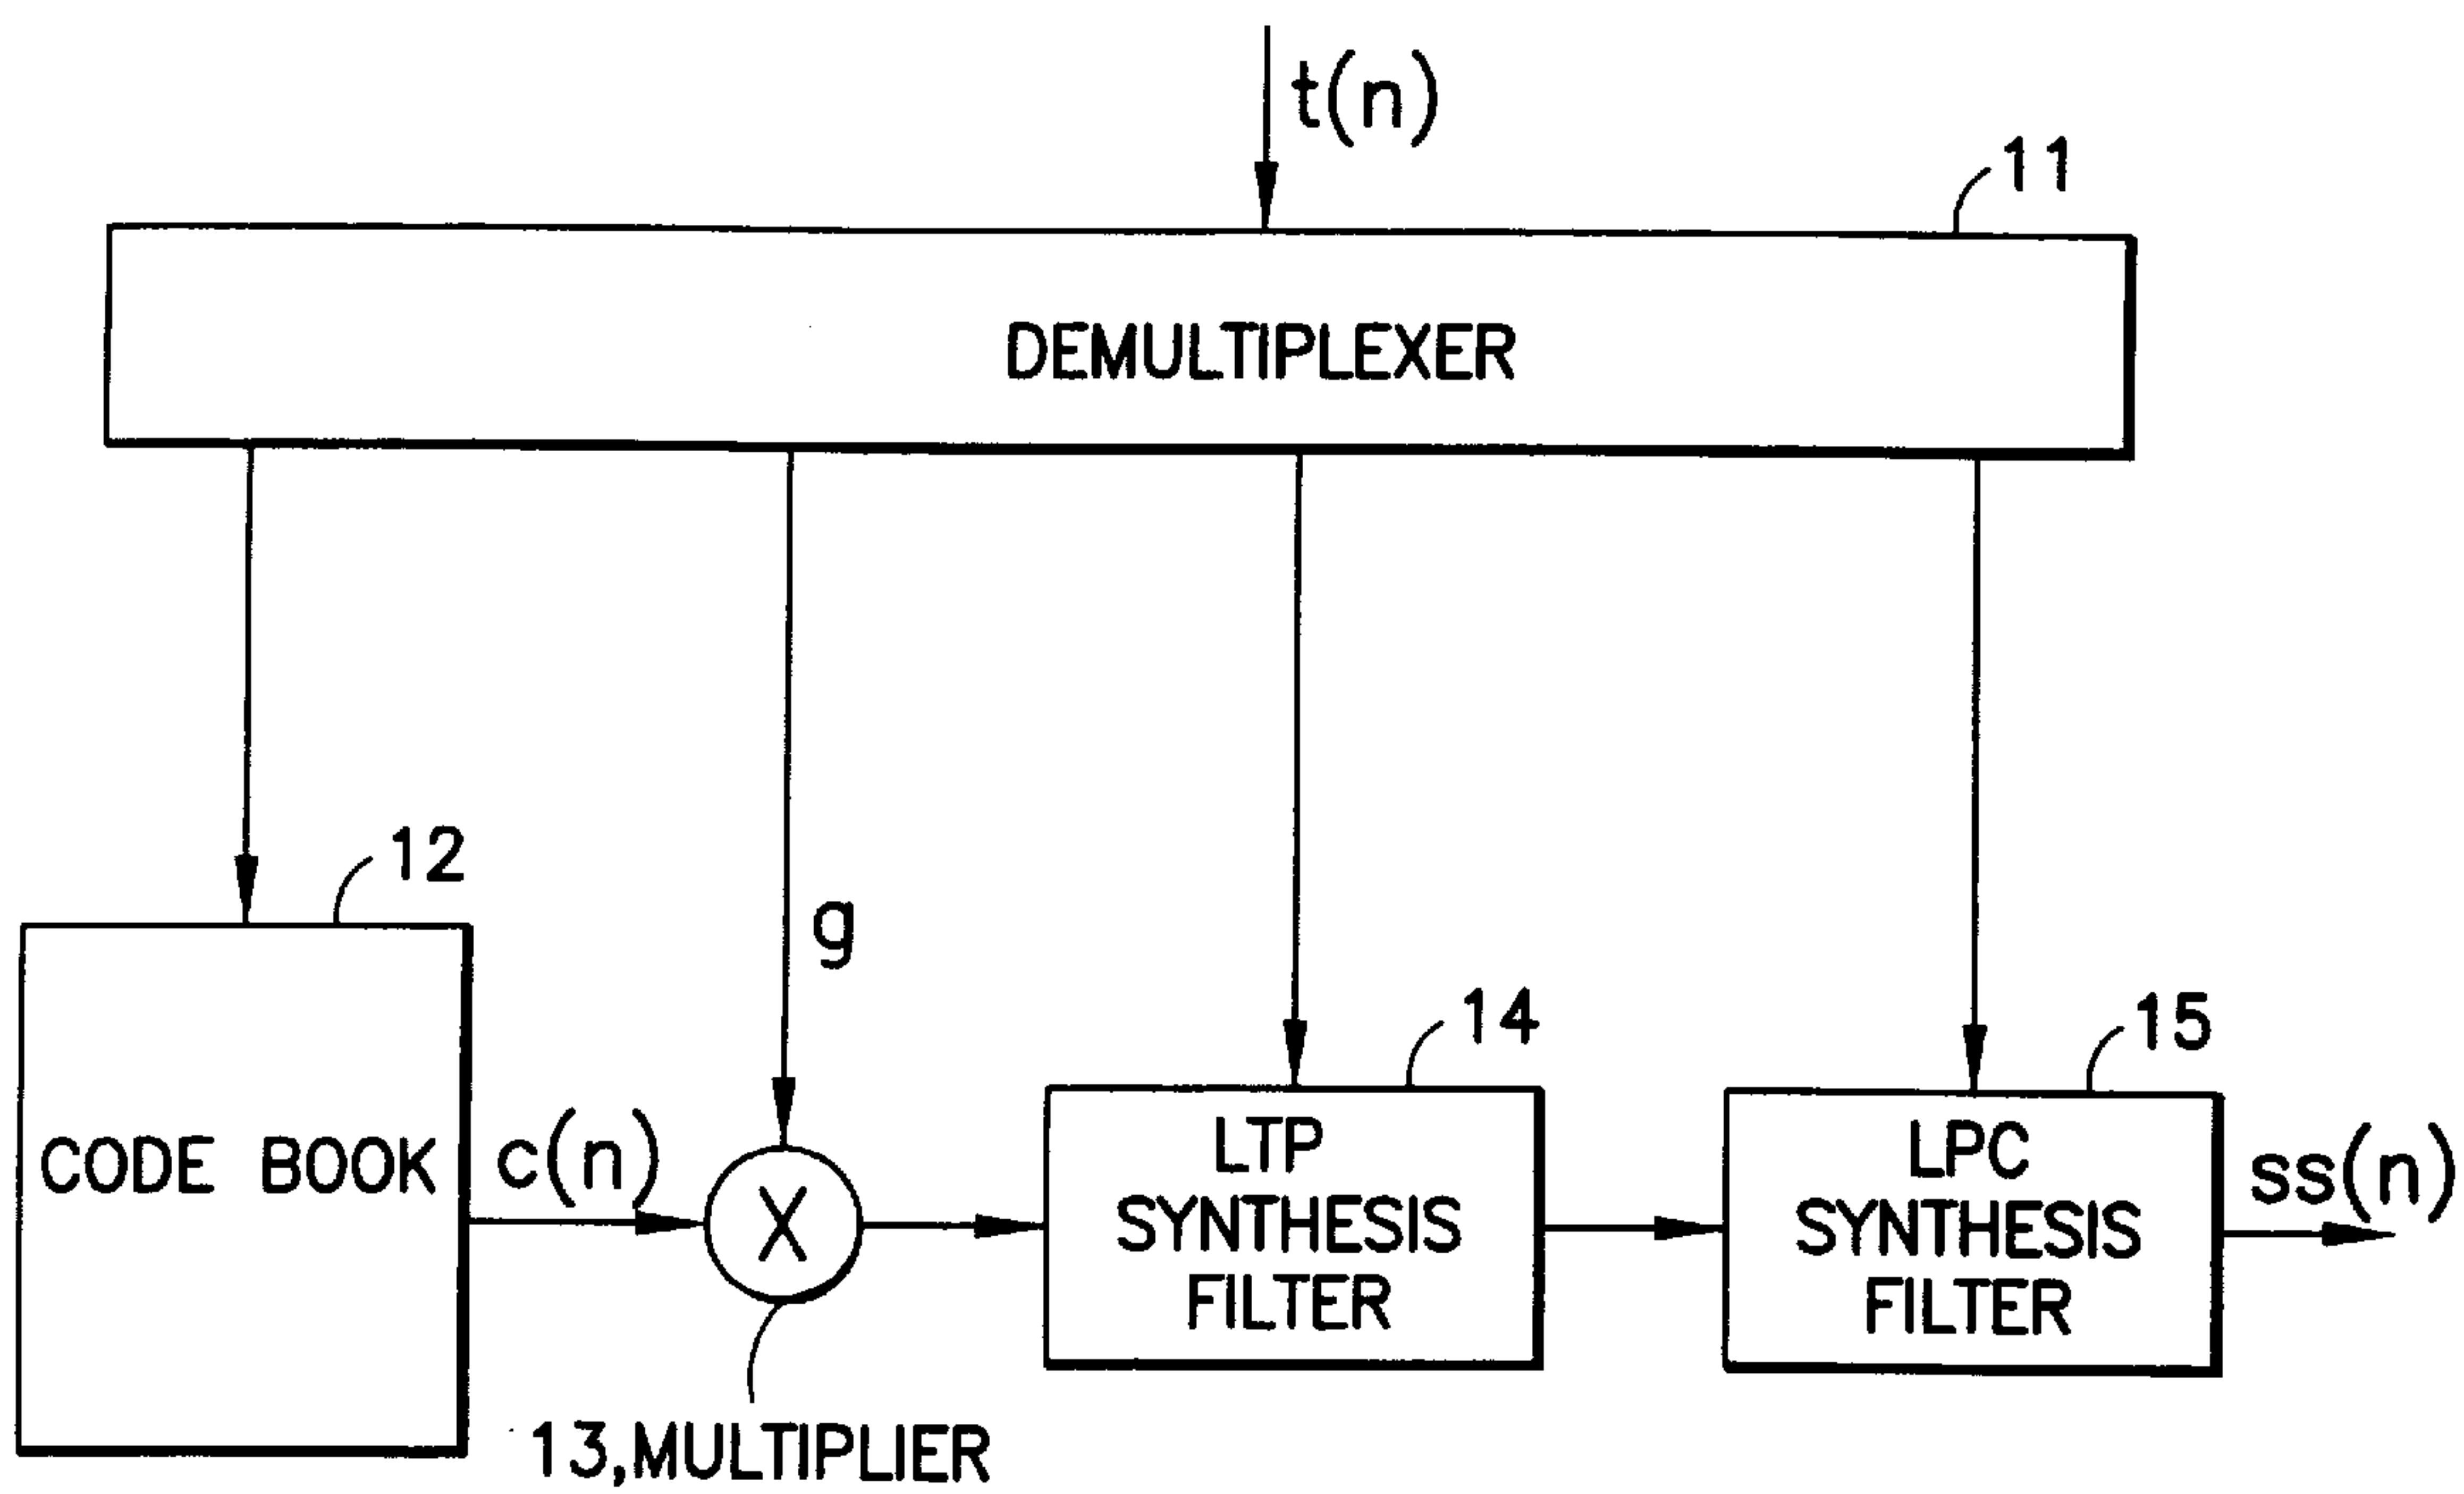 t(n)
11
DEMULTIPLEXER
12
g
14
15
CODE BOOK
c(n)
X
LTP
SYNTHESIS
FILTER
LPC
SYNTHESIS
FILTER
ss(n)
13,MULTIPLIER